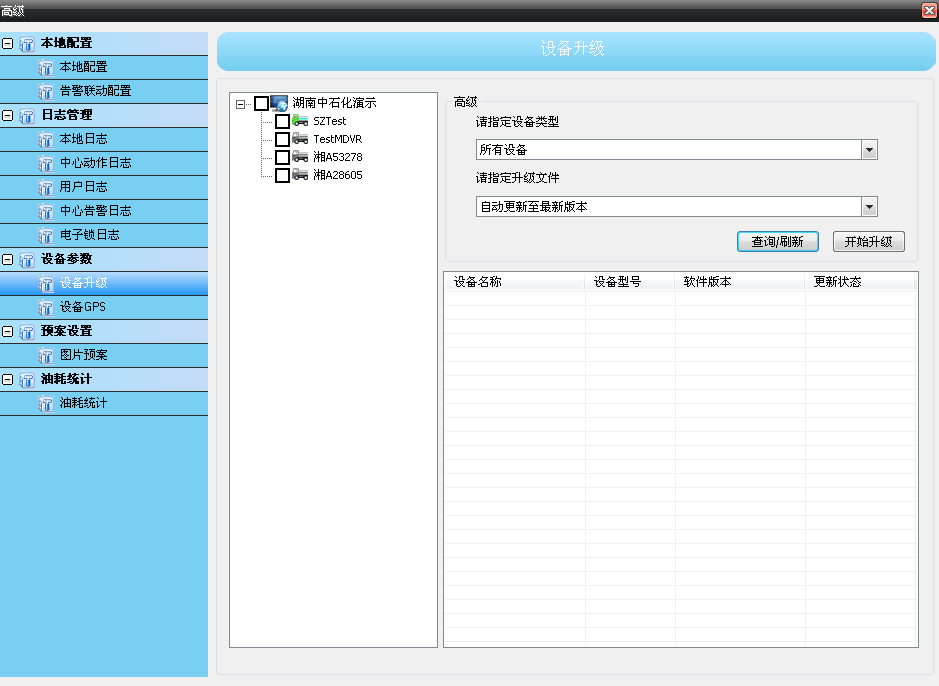 高级
本地配置
本地配置
告警联动配置
日志管理
本地日志
中心动作日志
用户日志
中心告警日志
电子锁日志
设备参数
设备升级
设备GPS
预案设置
图片预案
油耗统计
油耗统计
设备升级
湖南中石化演示
SZTest
TestMDVR
湘A53278
湘A28605
高级
请指定设备类型
所有设备
请指定升级文件
自动更新至最新版本
查询/刷新 开始升级
设备名称 设备型号 软件版本 更新状态